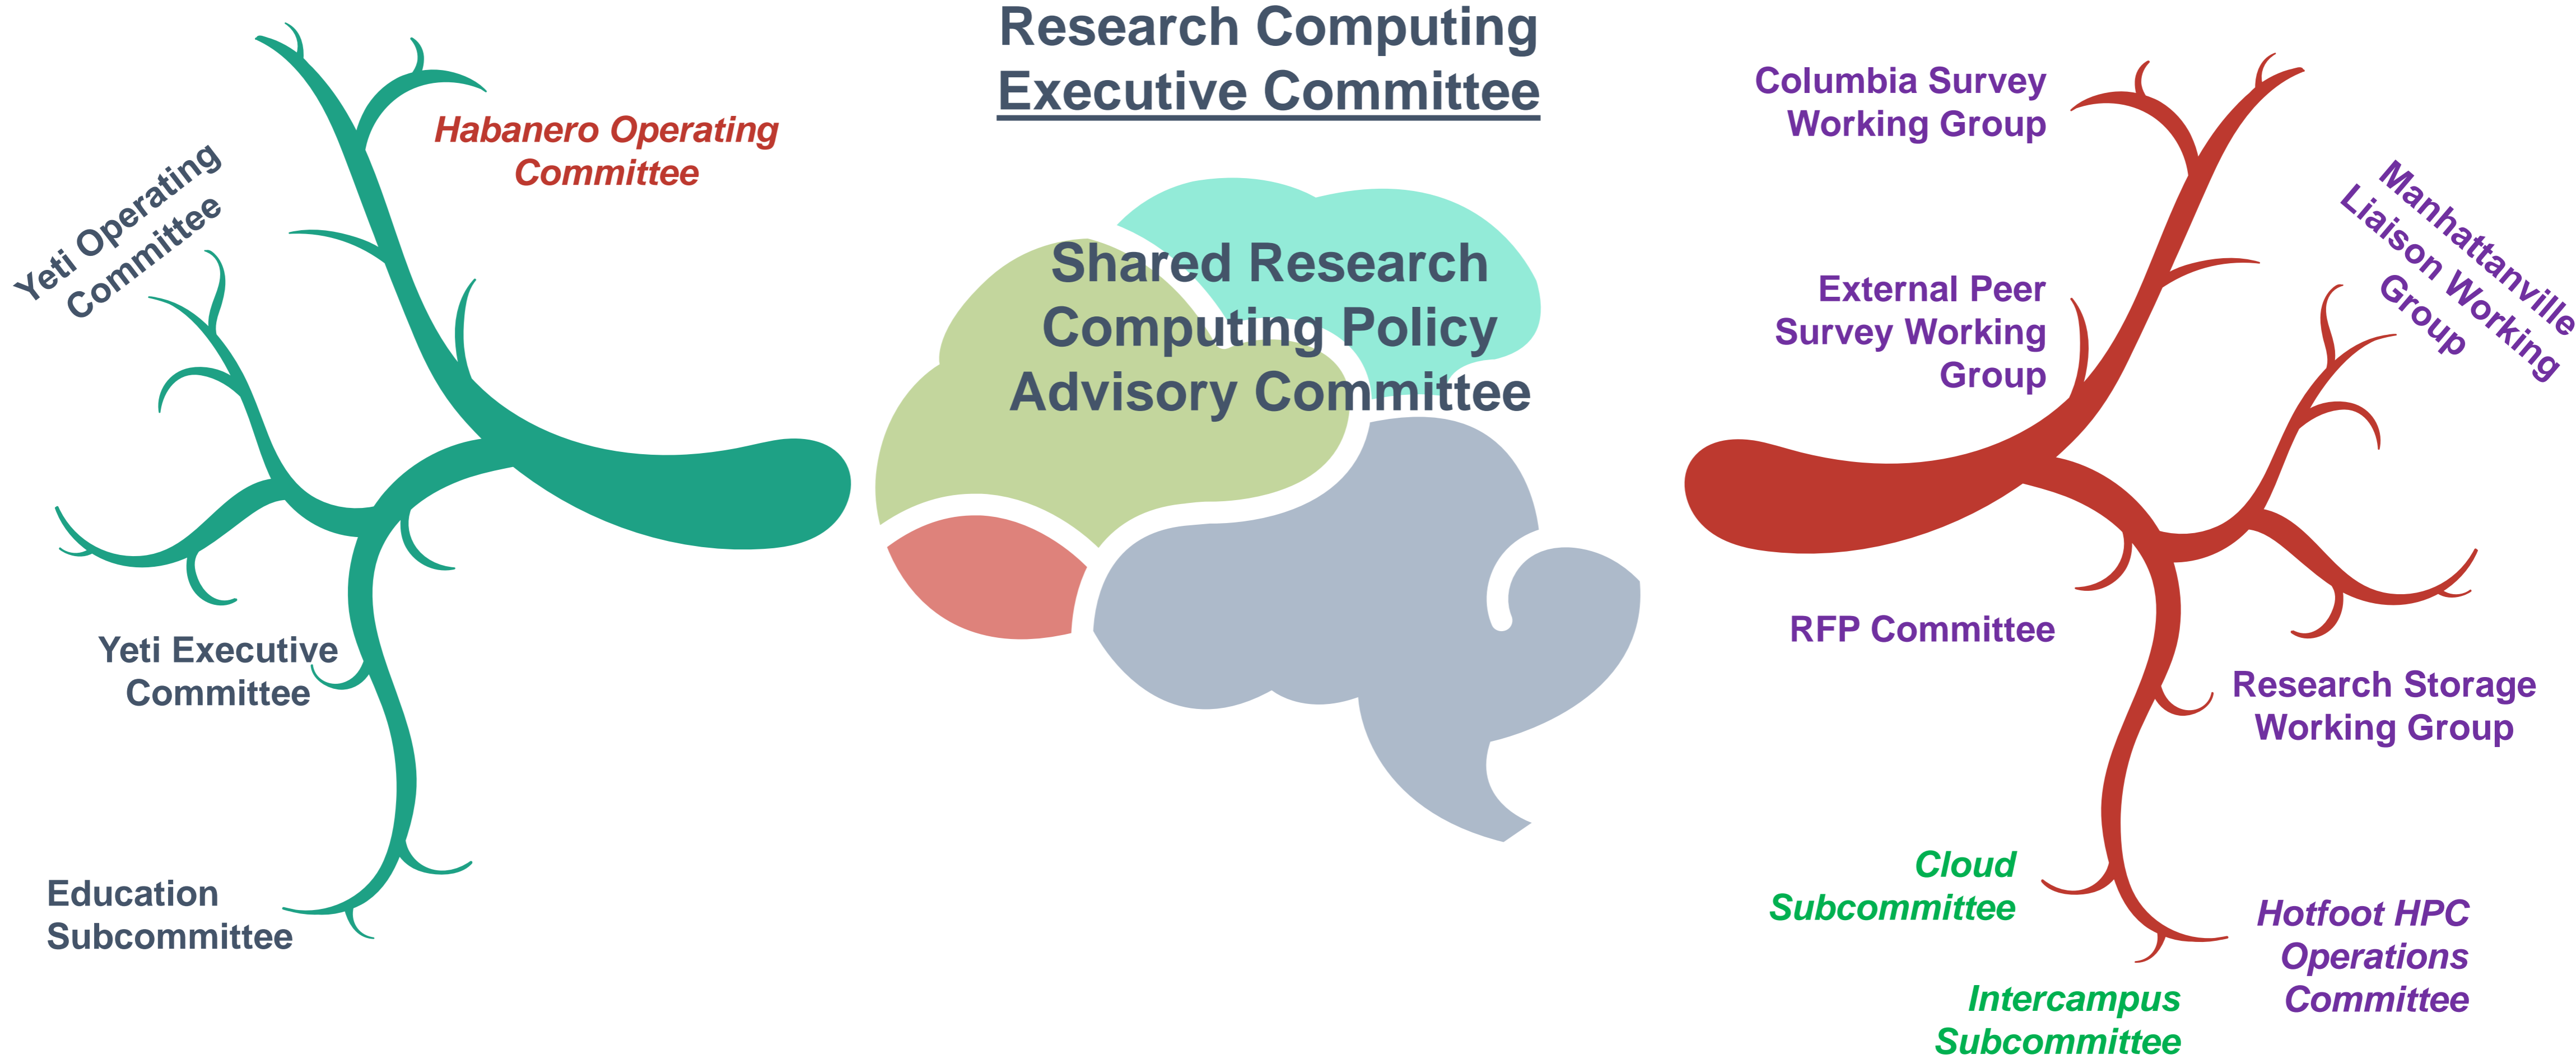 Research Computing
Executive Committee
Shared Research
Computing Policy
Advisory Committee
Habanero Operating
Committee
Yeti Operating
Committee
Yeti Executive
Committee
Education
Subcommittee
Columbia Survey
Working Group
Manhattanville
Liaison Working
Group
External Peer
Survey Working
Group
RFP Committee
Research Storage
Working Group
Cloud
Subcommittee
Hotfoot HPC
Operations
Committee
Intercampus
Subcommittee